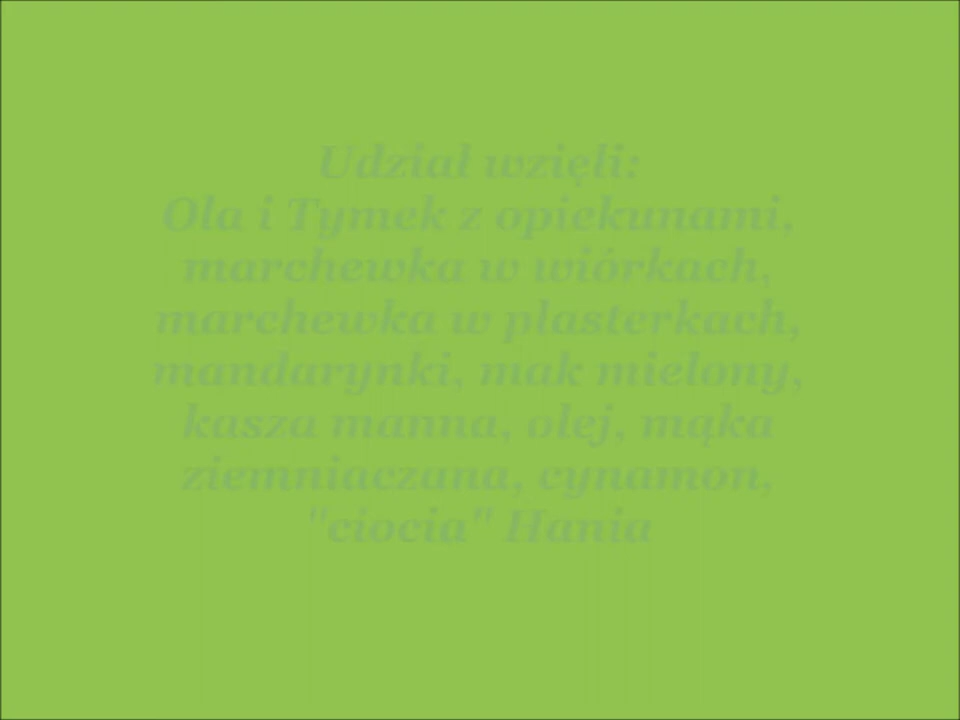 Udział wzięli:
Ola i Tymek z opiekunami,
marchewka w wiórkach,
marchewka w plasterkach,
mandarynki, mak mielony,
kasza manna, olej, mąka
ziemniaczana, cynamon,
"ciocia" Hania